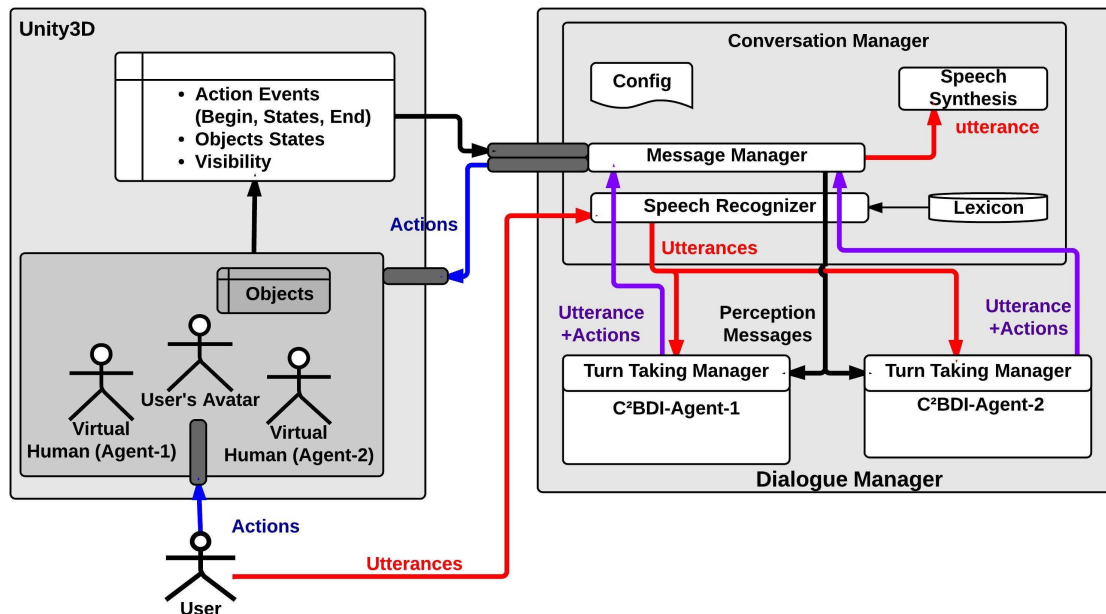 Unity3D
• Action Events
(Begin, States, End)
• Objects States
• Visibility
Actions
Objects
User's Avatar
Virtual
Human (Agent-1)
Virtual
Human (Agent-2)
Actions
User
Utterances
Conversation Manager
Config
Speech
Synthesis
utterance
Message Manager
Speech Recognizer
Lexicon
Utterances
Utterance
+Actions
Perception
Messages
Utterance
+Actions
Turn Taking Manager
C²BDI-Agent-1
Turn Taking Manager
C²BDI-Agent-2
Dialogue Manager